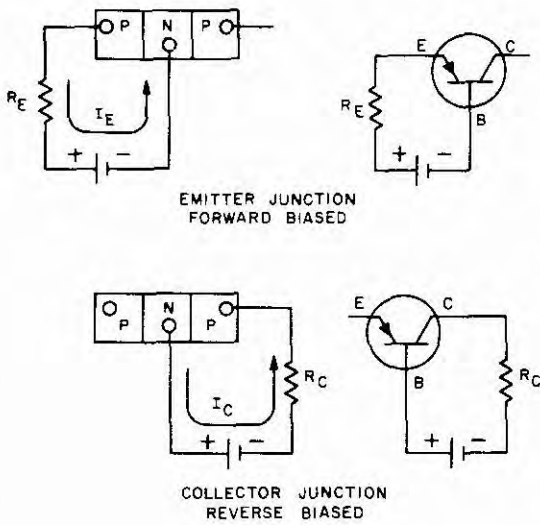 P N P
E C
R_E I_E R_E
B
+ − + −
EMITTER JUNCTION
FORWARD BIASED
P N P
E C
R_C R_C
B
I_C
+ − + −
COLLECTOR JUNCTION
REVERSE BIASED